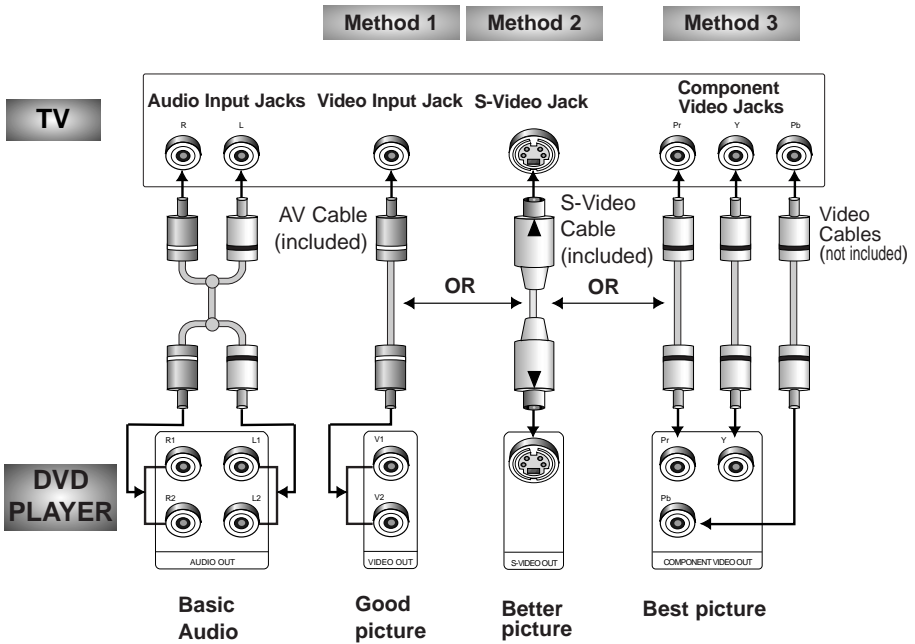 Method 1
Method 2
Method 3
TV
Audio Input Jacks
Video Input Jack
S-Video Jack
Component
Video Jacks
R
L
Pr
Y
Pb
AV Cable
(included)
S-Video
Cable
(included)
Video
Cables
(not included)
OR
OR
DVD
PLAYER
R1
L1
R2
L2
AUDIO OUT
V1
V2
VIDEO OUT
S-VIDEO OUT
Pr
Y
Pb
COMPONENT VIDEO OUT
Basic
Audio
Good
picture
Better
picture
Best picture